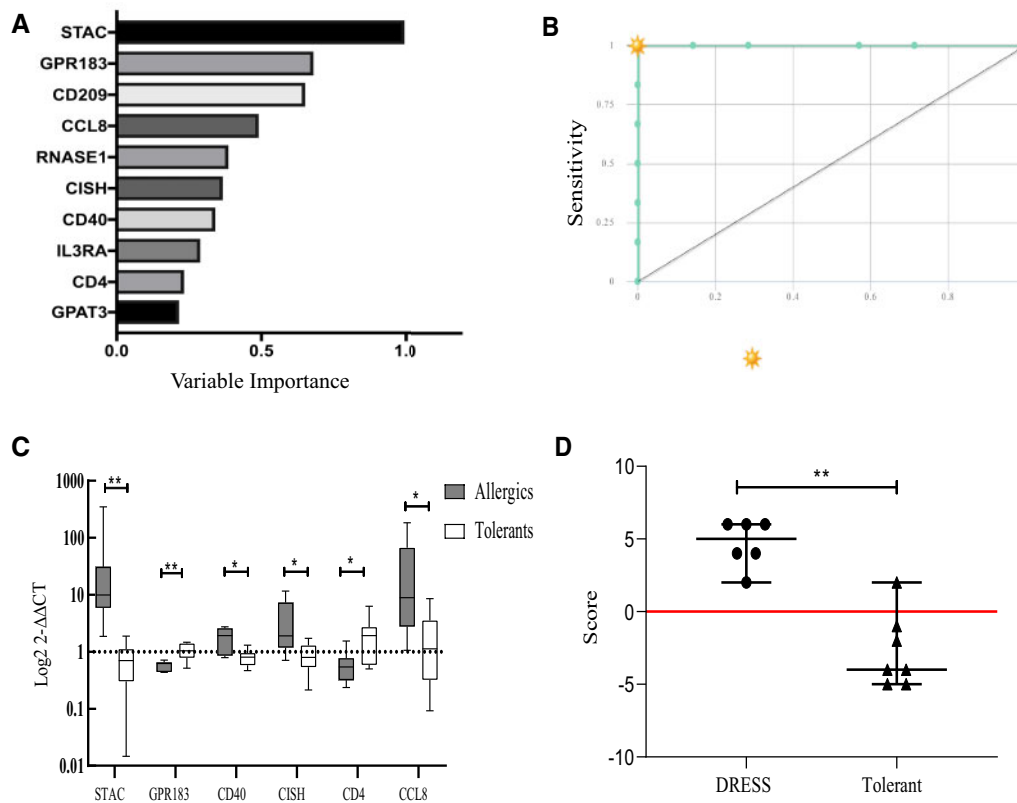 A
STAC
GPR183
CD209
CCL8
RNASE1
CISH
CD40
IL3RA
CD4
GPAT3
0.0 0.5 1.0
Variable Importance
B
Sensitivity
1
0.75
0.5
0.25
0
0 0.2 0.4 0.6 0.8
C
Log2 2-ΔΔCT
1000
100
10
1
0.1
0.01
** ** * * * *
Allergics
Tolerants
STAC GPR183 CD40 CISH CD4 CCL8
D
Score
10
5
0
-5
-10
**
DRESS Tolerant